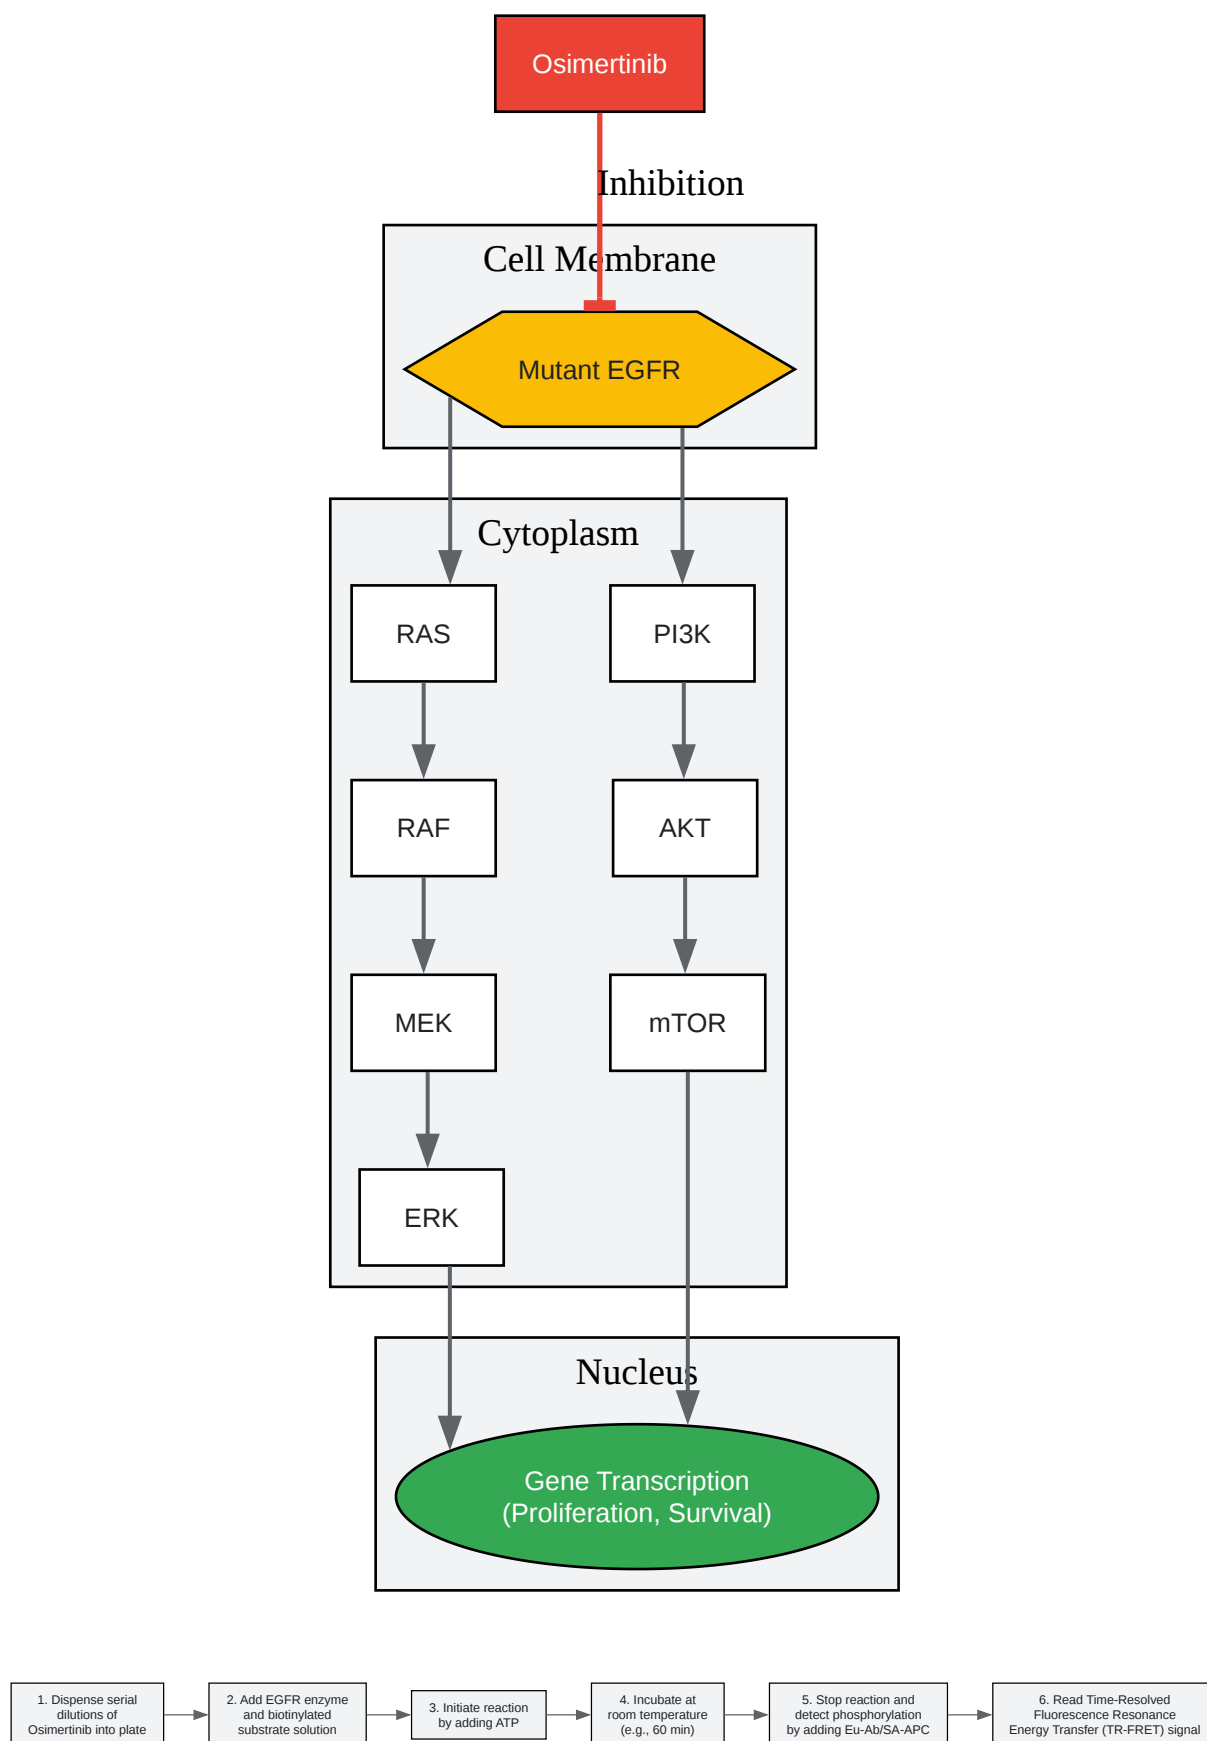 Osimertinib
Inhibition
Cell Membrane
Mutant EGFR
Cytoplasm
RAS
PI3K
RAF
AKT
MEK
mTOR
ERK
Nucleus
Gene Transcription
(Proliferation, Survival)
1. Dispense serial
dilutions of
Osimertinib into plate
2. Add EGFR enzyme
and biotinylated
substrate solution
3. Initiate reaction
by adding ATP
4. Incubate at
room temperature
(e.g., 60 min)
5. Stop reaction and
detect phosphorylation
by adding Eu-Ab/SA-APC
6. Read Time-Resolved
Fluorescence Resonance
Energy Transfer (TR-FRET) signal